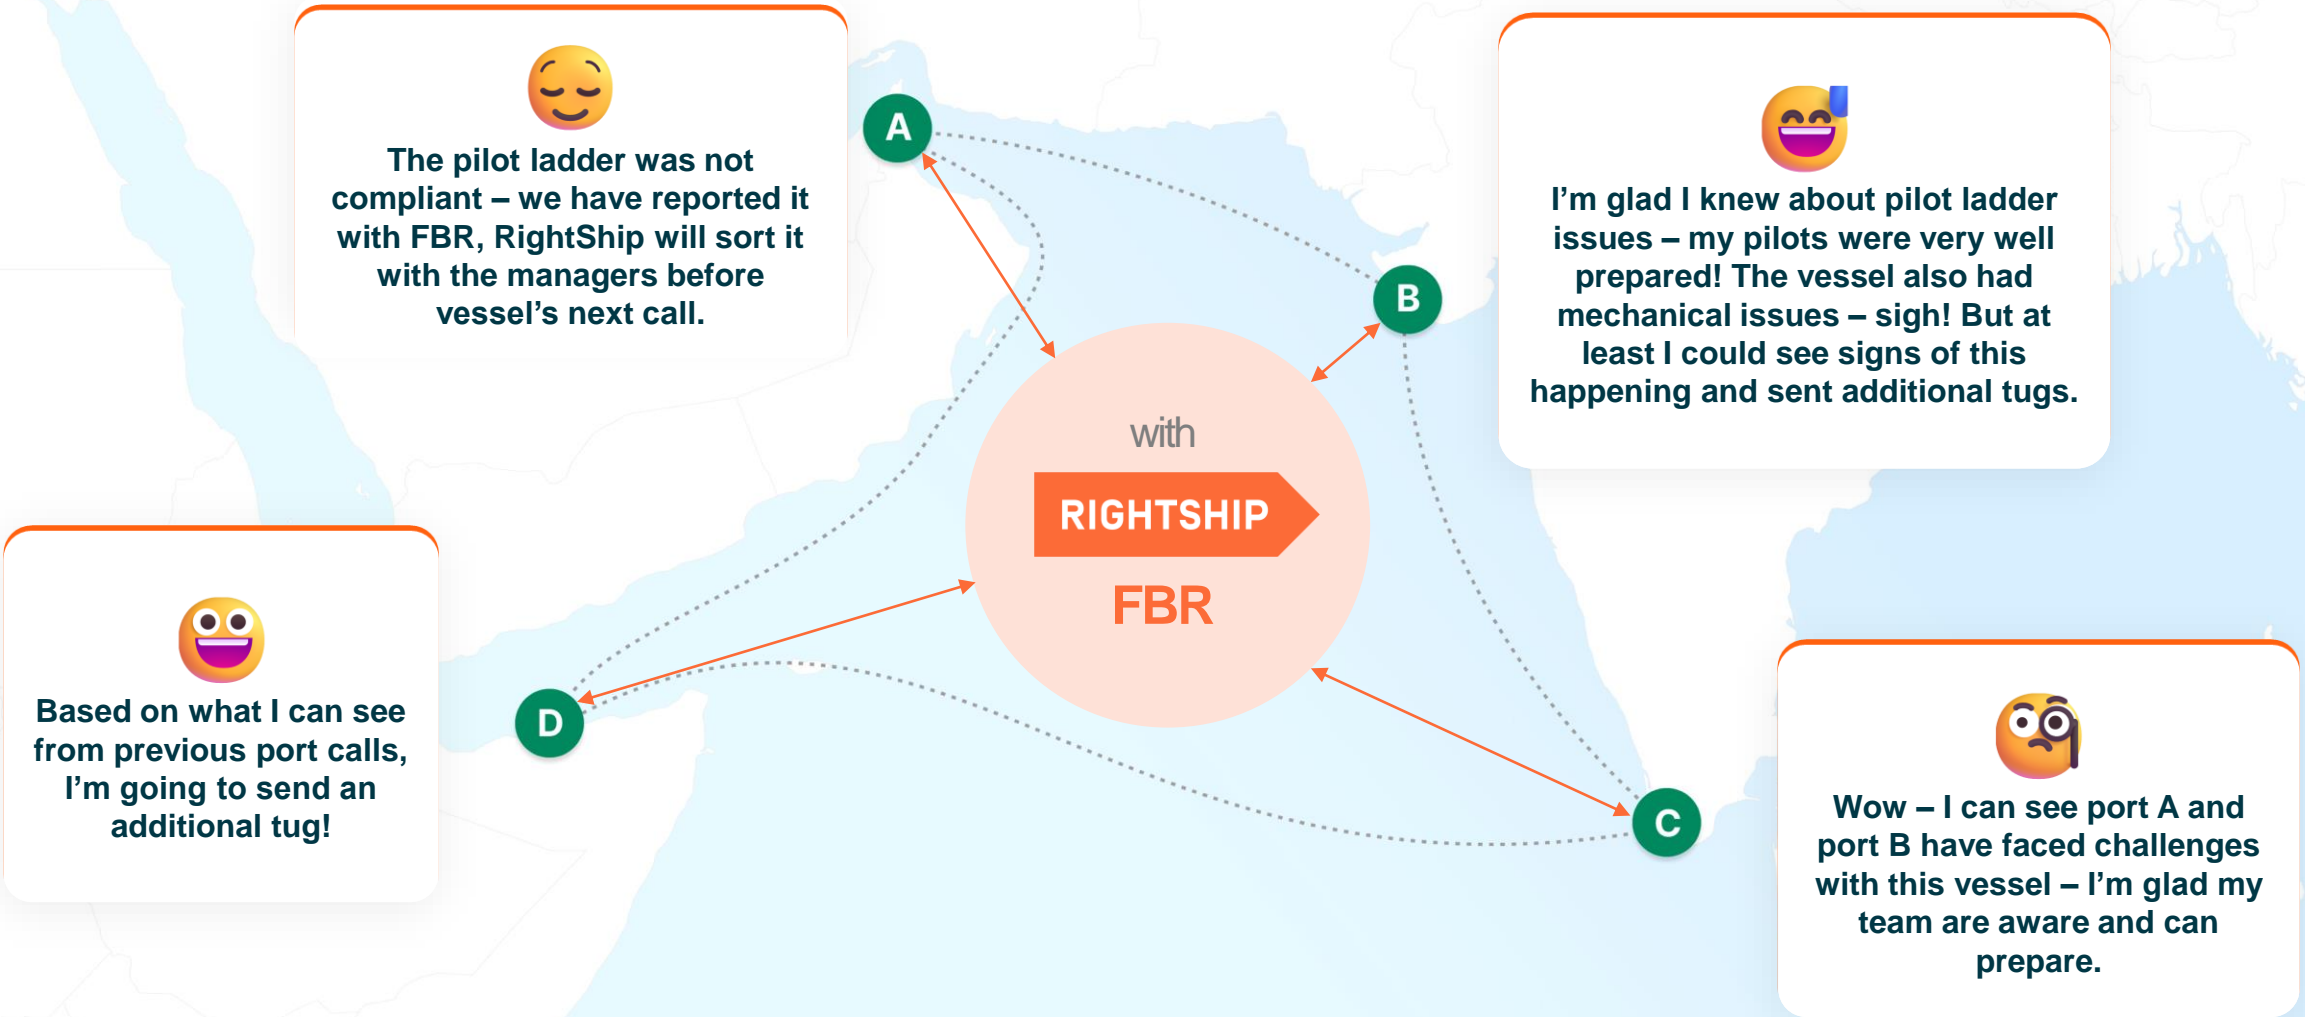 The pilot ladder was not
compliant – we have reported it
with FBR, RightShip will sort it
with the managers before
vessel’s next call.
A
I’m glad I knew about pilot ladder
issues – my pilots were very well
prepared! The vessel also had
mechanical issues – sigh! But at
least I could see signs of this
happening and sent additional tugs.
B
with
RIGHTSHIP
FBR
Based on what I can see
from previous port calls,
I’m going to send an
additional tug!
D
C
Wow – I can see port A and
port B have faced challenges
with this vessel – I’m glad my
team are aware and can
prepare.